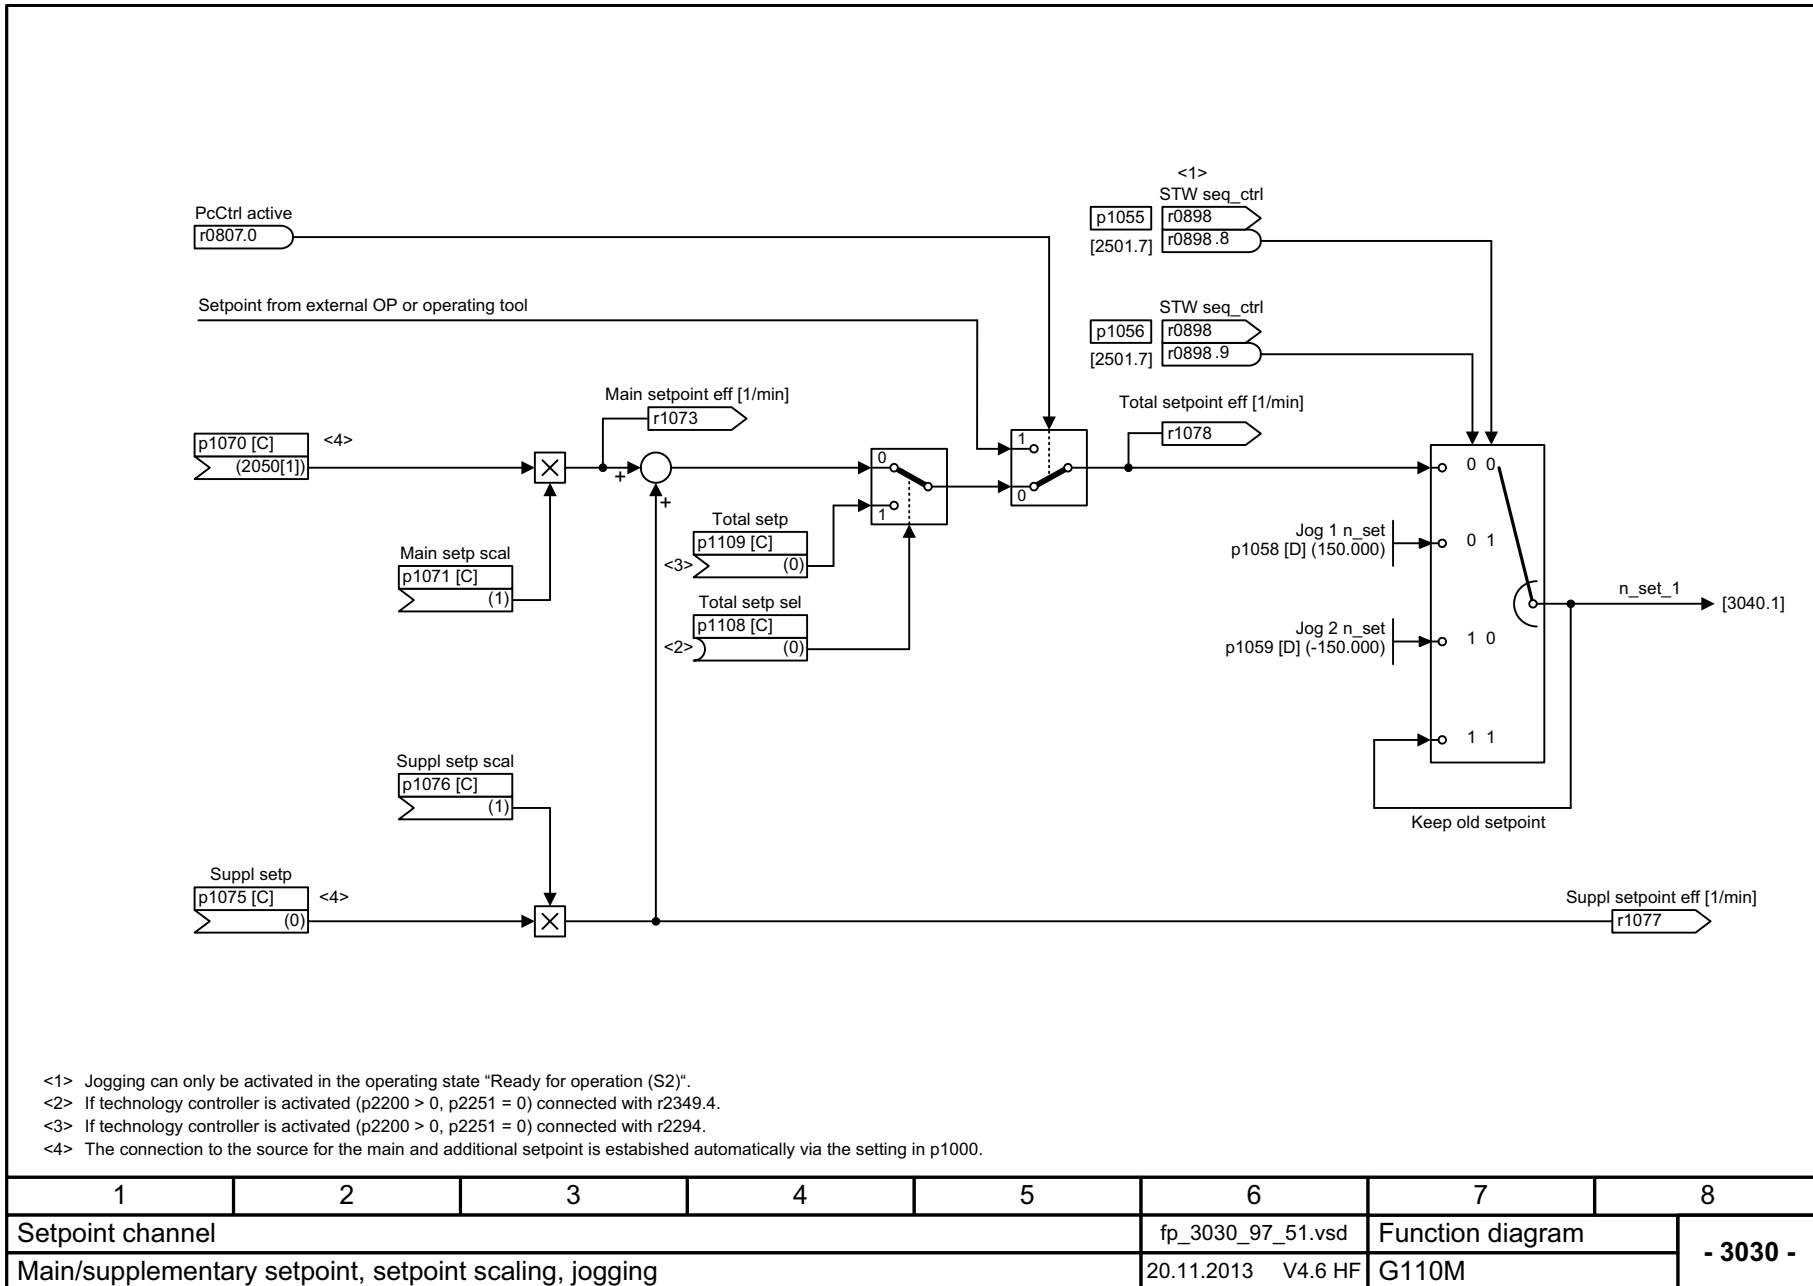 <1>
STW seq_ctrl
p1055 r0898
[2501.7] r0898.8
PcCtrl active
r0807.0
Setpoint from external OP or operating tool
STW seq_ctrl
p1056 r0898
[2501.7] r0898.9
Main setpoint eff [1/min]
r1073
Total setpoint eff [1/min]
r1078
p1070 [C] <4>
(2050[1])
+
+
0
1
1
0
0 0
Main setp scal
p1071 [C]
(1)
Total setp
p1109 [C]
<3> (0)
Total setp sel
p1108 [C]
<2> (0)
Jog 1 n_set
p1058 [D] (150.000)
0 1
n_set_1
[3040.1]
Jog 2 n_set
p1059 [D] (-150.000)
1 0
1 1
Keep old setpoint
Suppl setp scal
p1076 [C]
(1)
Suppl setp
p1075 [C] <4>
(0)
Suppl setpoint eff [1/min]
r1077
<1> Jogging can only be activated in the operating state “Ready for operation (S2)“.
<2> If technology controller is activated (p2200 > 0, p2251 = 0) connected with r2349.4.
<3> If technology controller is activated (p2200 > 0, p2251 = 0) connected with r2294.
<4> The connection to the source for the main and additional setpoint is estabished automatically via the setting in p1000.
1 2 3 4 5 6 7 8
Setpoint channel fp_3030_97_51.vsd Function diagram
- 3030 -
Main/supplementary setpoint, setpoint scaling, jogging 20.11.2013 V4.6 HF G110M